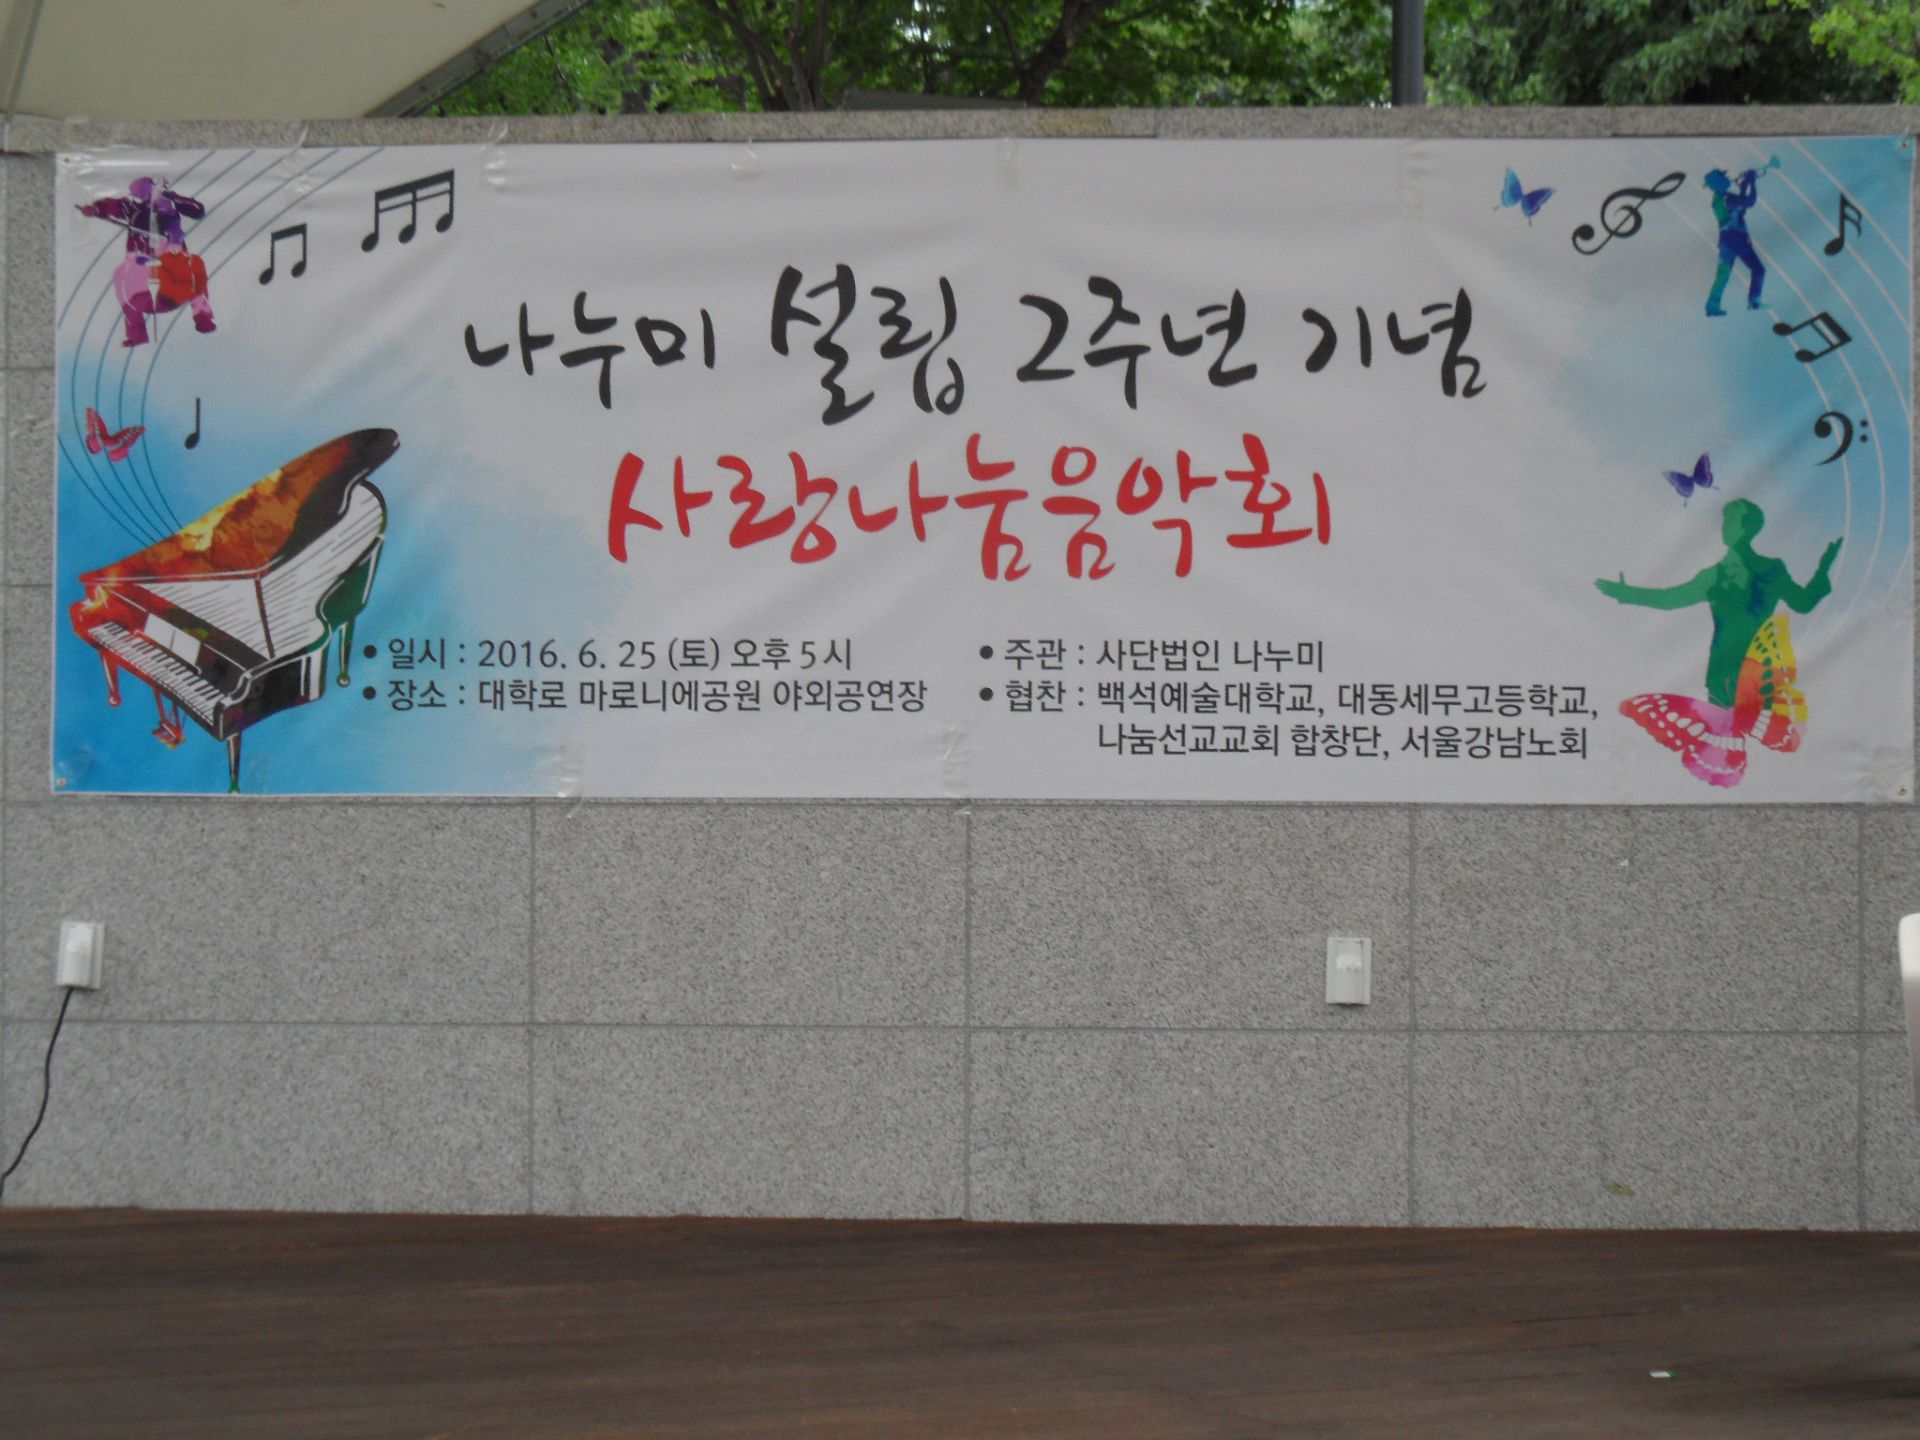 나누미 설립 2주년 기념
사랑나눔음악회
• 일시 : 2016. 6. 25 (토) 오후 5시
• 장소 : 대학로 마로니에공원 야외공연장
• 주관 : 사단법인 나누미
• 협찬 : 백석예술대학교, 대동세무고등학교,
나눔선교교회 합창단, 서울강남노회